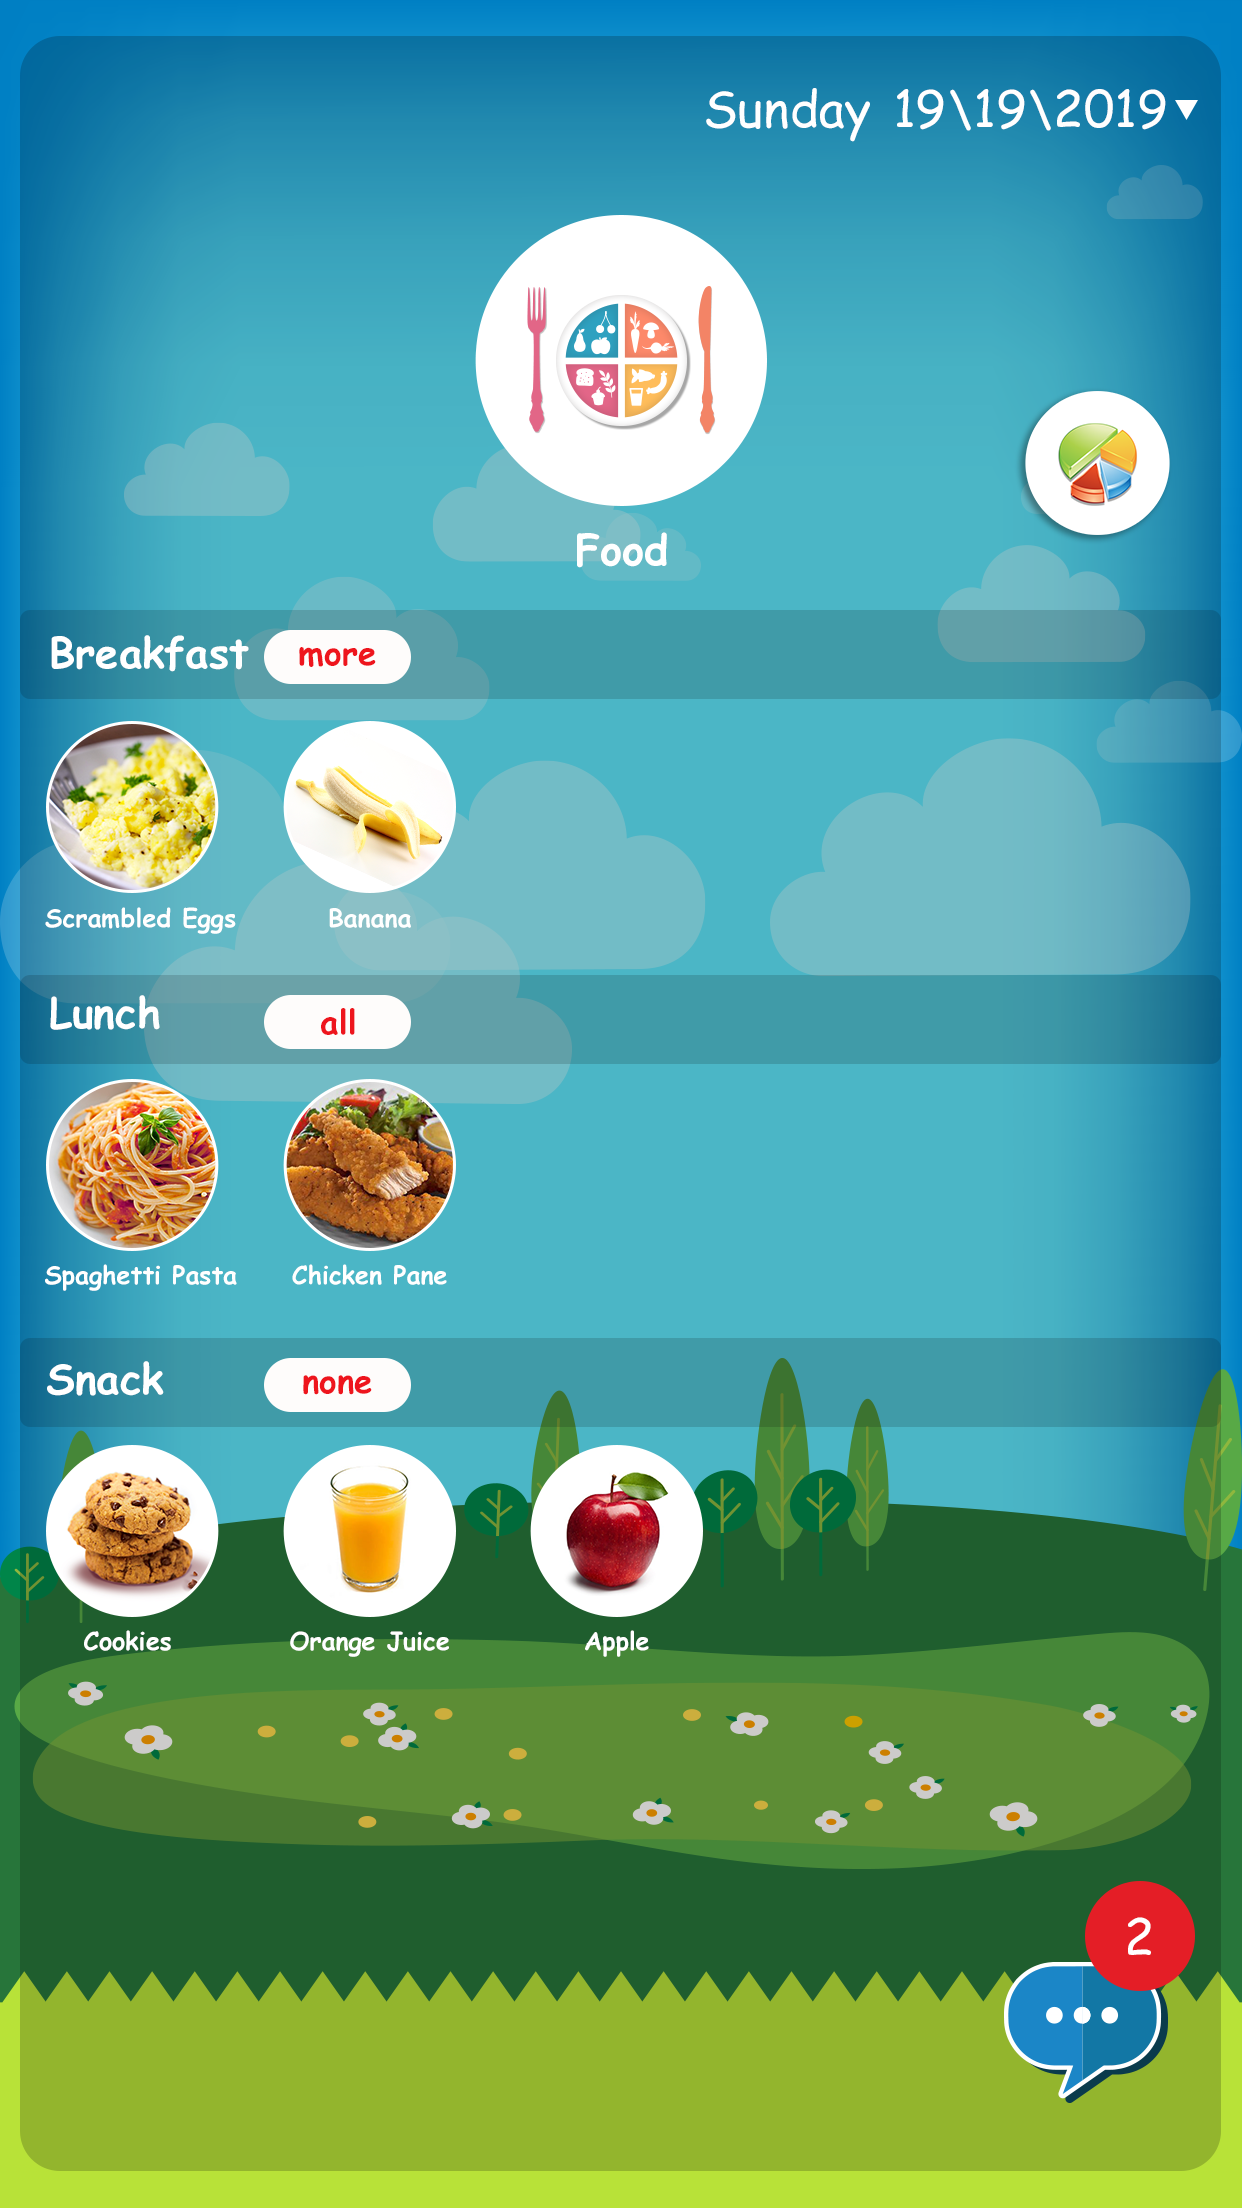 Sunday 19\19\2019
Food
Breakfast more
Scrambled Eggs Banana
Lunch all
Spaghetti Pasta Chicken Pane
Snack none
Cookies Orange Juice Apple
2